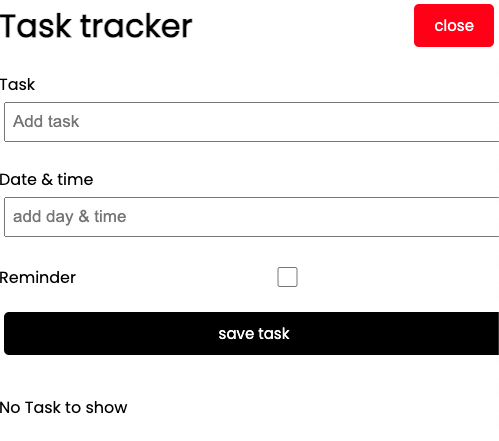 Task tracker
close
Task
Add task
Date & time
add day & time
Reminder
save task
No Task to show